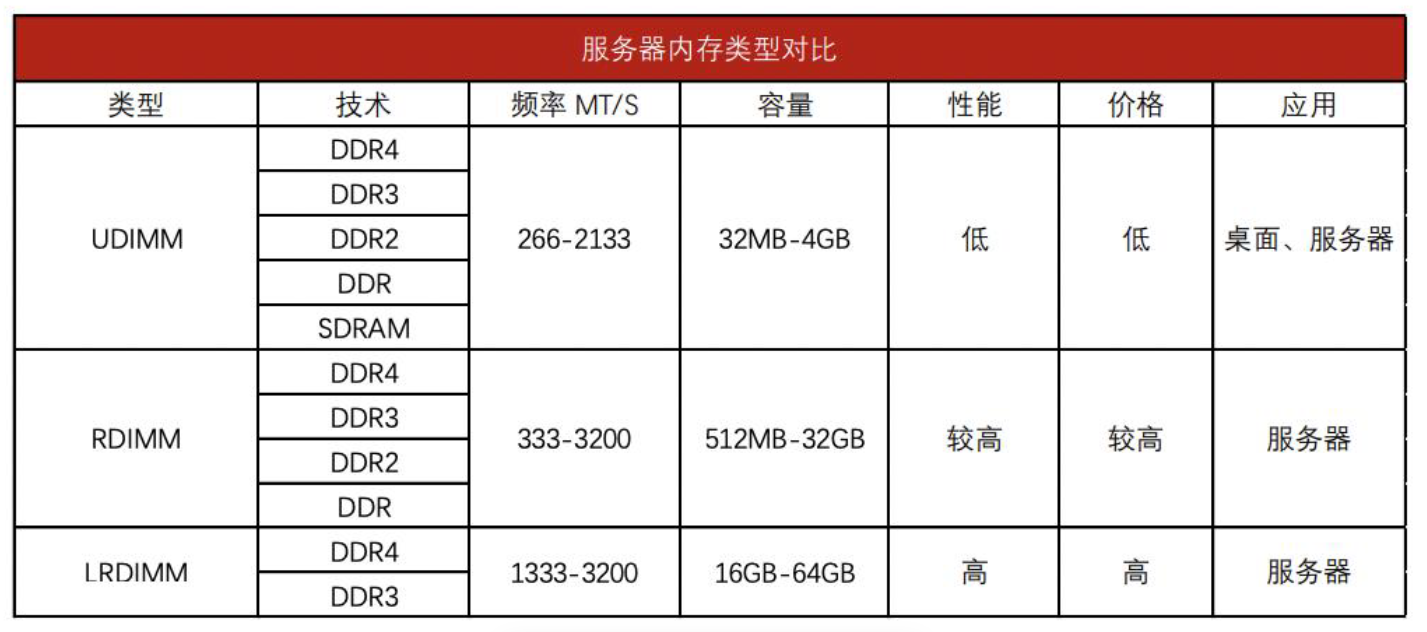 服务器内存类型对比
类型 技术 频率 MT/S 容量 性能 价格 应用
DDR4
DDR3
UDIMM DDR2 266-2133 32MB-4GB 低 低 桌面、服务器
DDR
SDRAM
DDR4
DDR3
RDIMM 333-3200 512MB-32GB 较高 较高 服务器
DDR2
DDR
DDR4
LRDIMM 1333-3200 16GB-64GB 高 高 服务器
DDR3